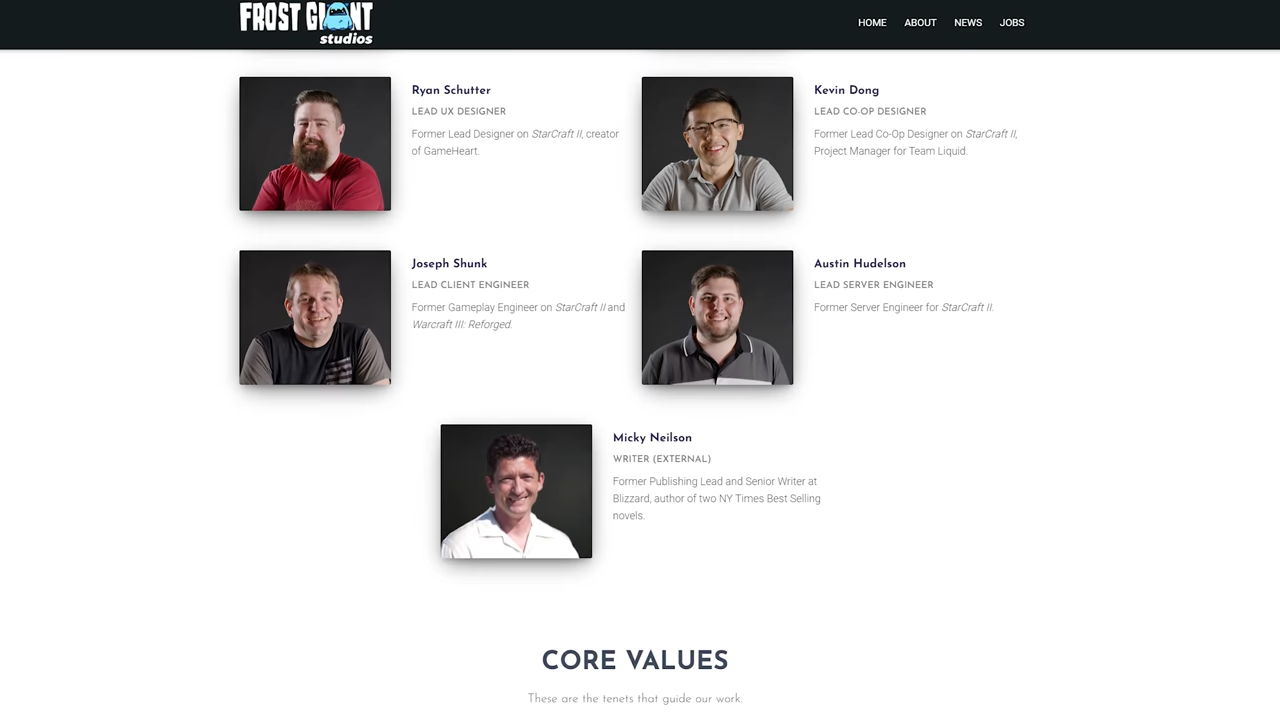 FROST GIANT
studios
HOME ABOUT NEWS JOBS
Ryan Schutter
LEAD UX DESIGNER
Former Lead Designer on StarCraft II, creator
of GameHeart.
Kevin Dong
LEAD CO-OP DESIGNER
Former Lead Co-Op Designer on StarCraft II,
Project Manager for Team Liquid.
Joseph Shunk
LEAD CLIENT ENGINEER
Former Gameplay Engineer on StarCraft II and
Warcraft III: Reforged.
Austin Hudelson
LEAD SERVER ENGINEER
Former Server Engineer for StarCraft II.
Micky Neilson
WRITER (EXTERNAL)
Former Publishing Lead and Senior Writer at
Blizzard, author of two NY Times Best Selling
novels.
CORE VALUES
These are the tenets that guide our work.